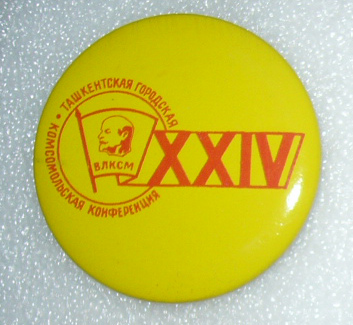 ТАШКЕНТСКАЯ ГОРОДСКАЯ
КОМСОМОЛЬСКАЯ КОНФЕРЕНЦИЯ
ВЛКСМ
XXIV